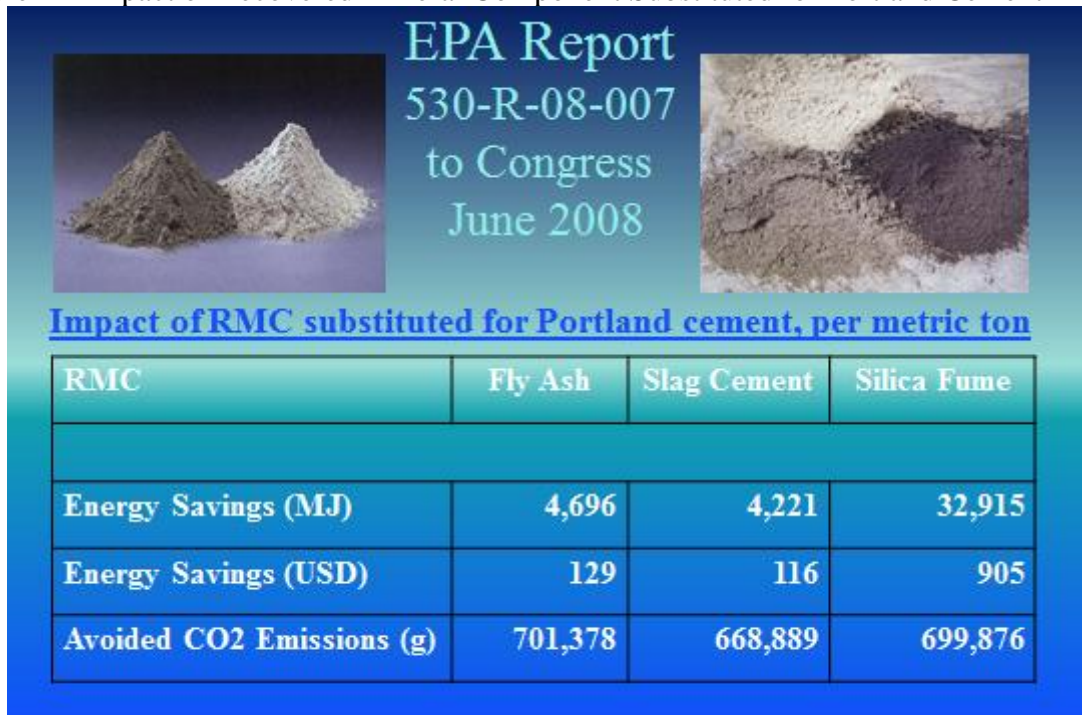 EPA Report
530-R-08-007
to Congress
June 2008
Impact of RMC substituted for Portland cement, per metric ton
RMC Fly Ash Slag Cement Silica Fume
Energy Savings (MJ) 4,696 4,221 32,915
Energy Savings (USD) 129 116 905
Avoided CO2 Emissions (g) 701,378 668,889 699,876